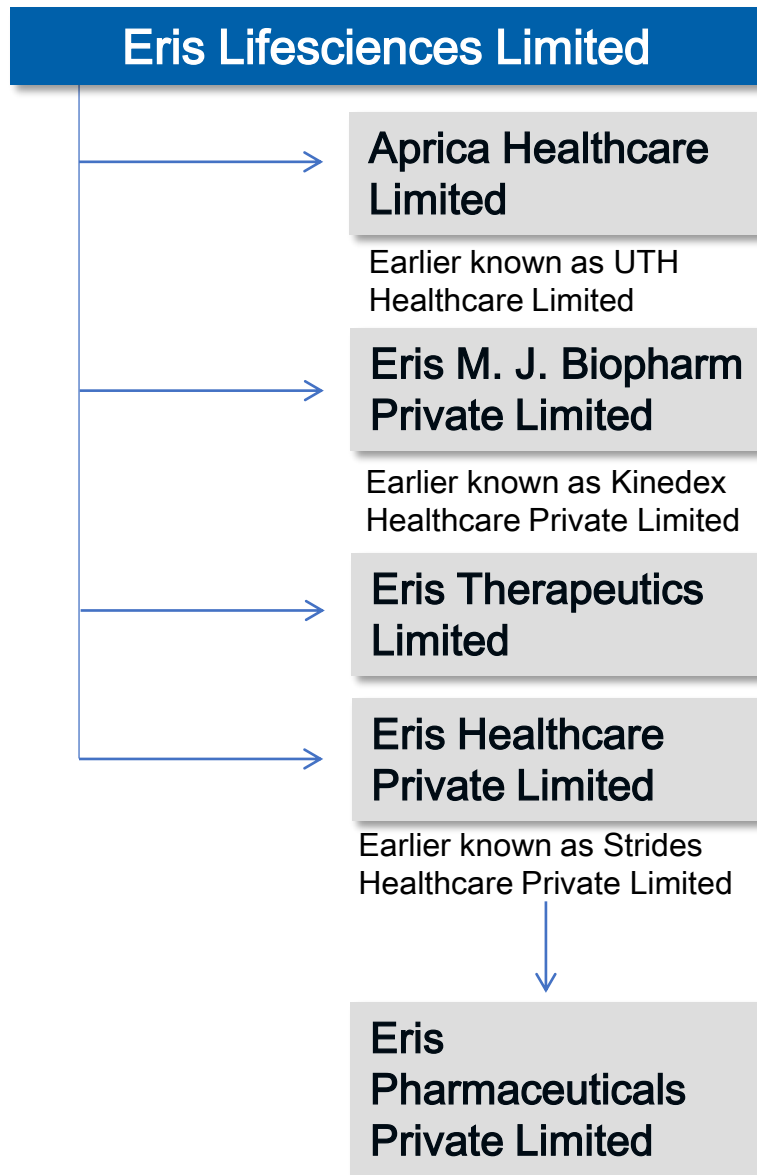 Eris Lifesciences Limited
Aprica Healthcare
Limited
Earlier known as UTH
Healthcare Limited
Eris M. J. Biopharm
Private Limited
Earlier known as Kinedex
Healthcare Private Limited
Eris Therapeutics
Limited
Eris Healthcare
Private Limited
Earlier known as Strides
Healthcare Private Limited
Eris
Pharmaceuticals
Private Limited